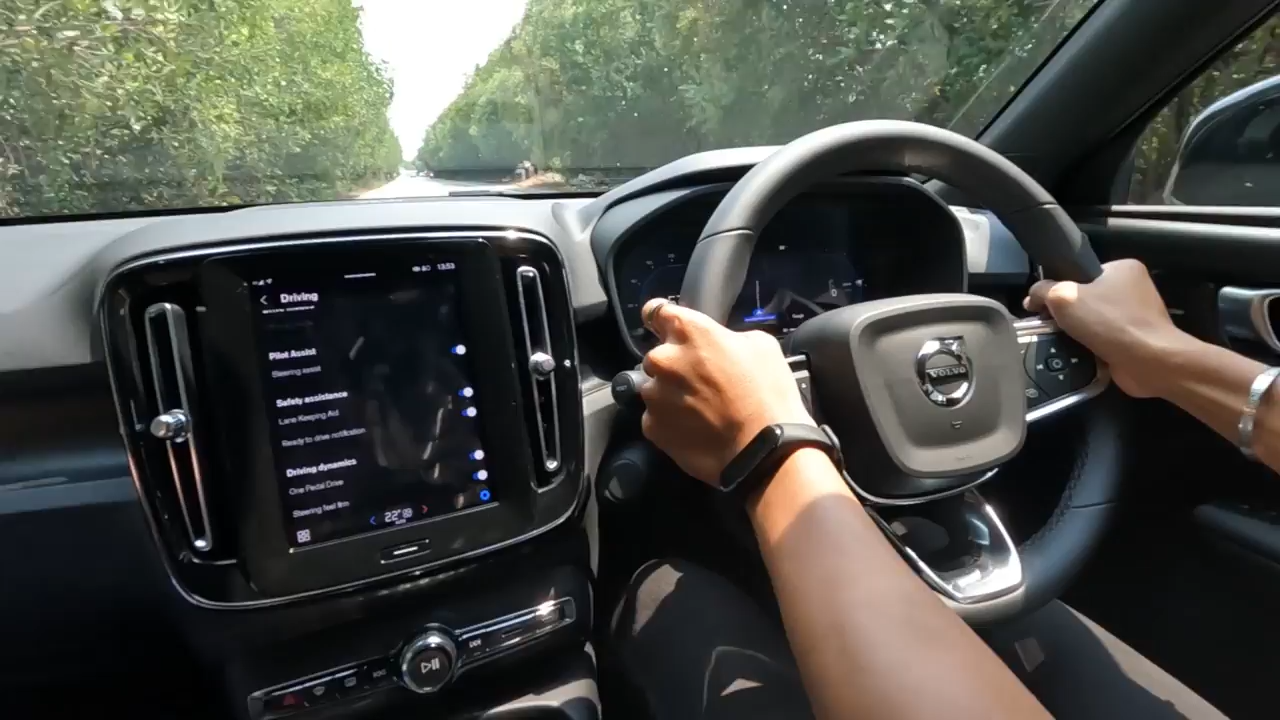 13:53
Driving
Pilot Assist
Steering assist
Safety assistance
Lane Keeping Aid
Ready to drive notification
Driving dynamics
One Pedal Drive
Steering feel firm
22°
VOLVO